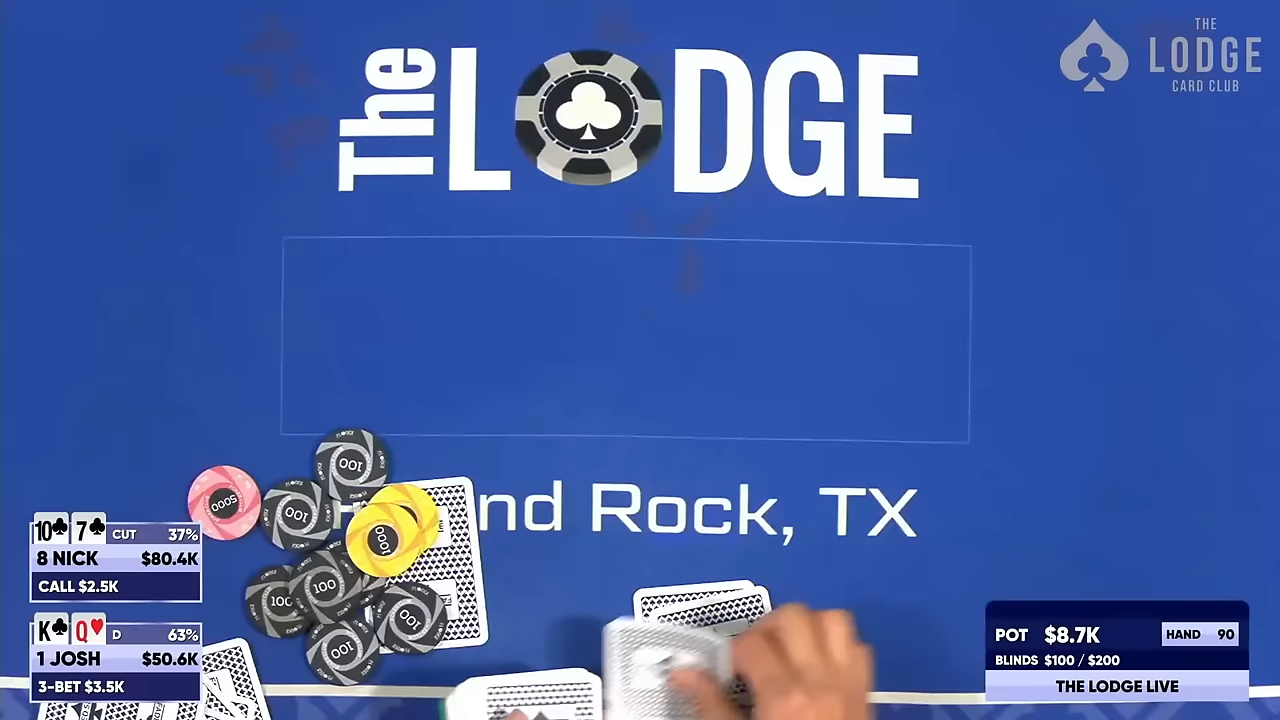 The LODGE
THE
LODGE
CARD CLUB
nd Rock, TX
5000
100
100
1000
100
100
100
100
10♣ 7♣ CUT 37%
8 NICK $80.4K
CALL $2.5K
K♣ Q♥ D 63%
1 JOSH $50.6K
3-BET $3.5K
POT $8.7K HAND 90
BLINDS $100 / $200
THE LODGE LIVE